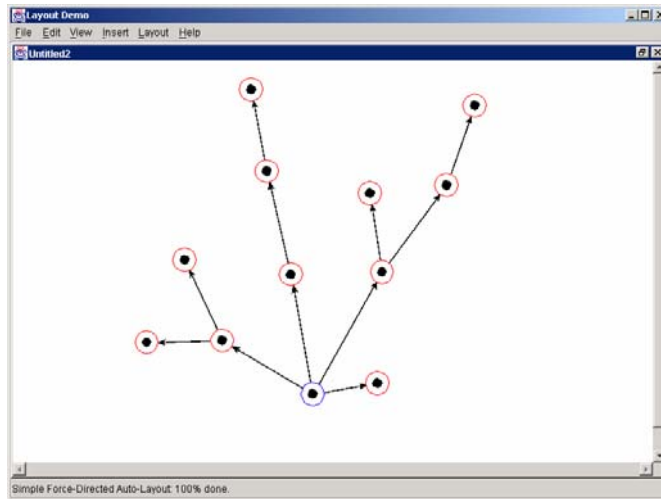 Layout Demo
File Edit View Insert Layout Help
Untitled2
Simple Force-Directed Auto-Layout: 100% done.